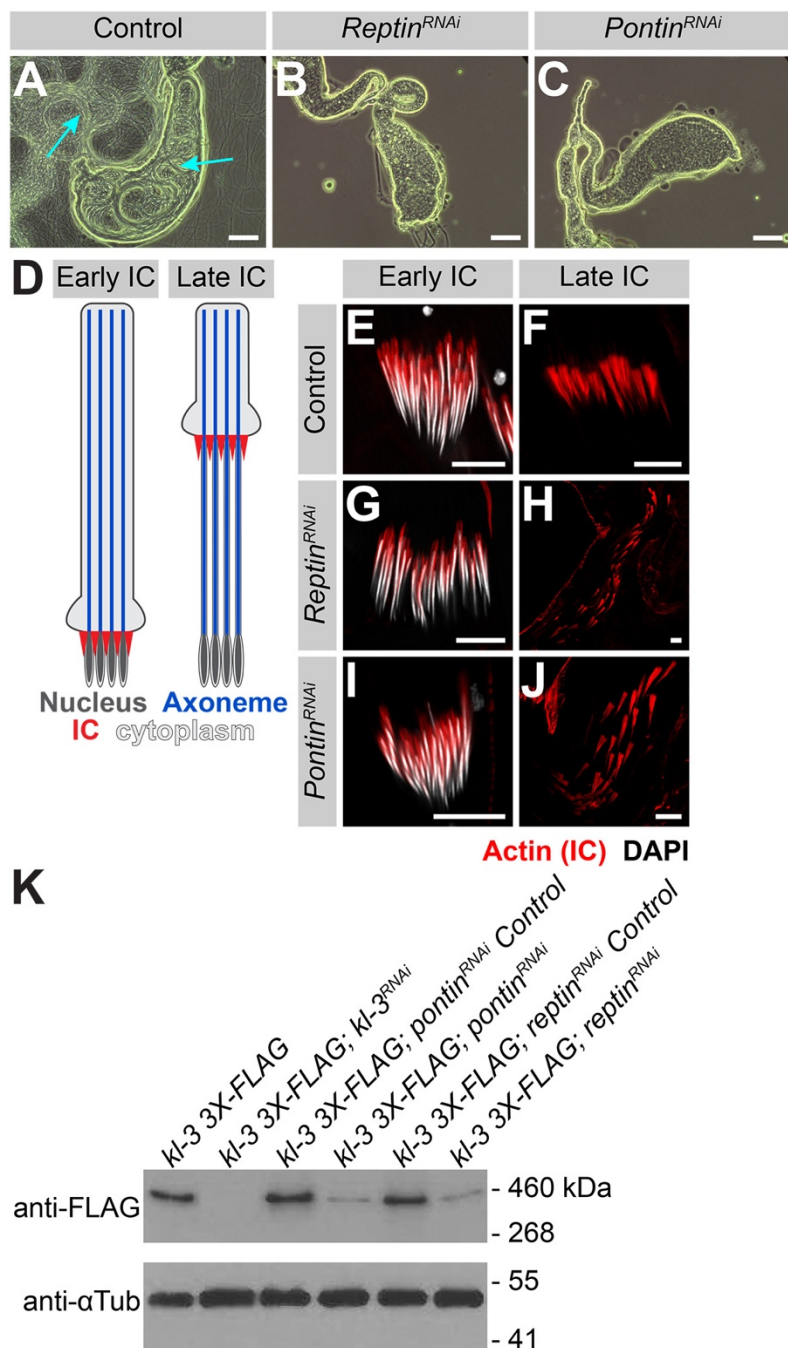 Control
Reptin^RNAi
Pontin^RNAi
A
B
C
D
Early IC
Late IC
Nucleus
Axoneme
IC
cytoplasm
Early IC
Late IC
Control
E
F
Reptin^RNAi
G
H
Pontin^RNAi
I
J
Actin (IC) DAPI
K
kl-3 3X-FLAG
kl-3 3X-FLAG; kl-3^RNAi
kl-3 3X-FLAG; pontin^RNAi Control
kl-3 3X-FLAG; pontin^RNAi
kl-3 3X-FLAG; reptin^RNAi Control
kl-3 3X-FLAG; reptin^RNAi
anti-FLAG
- 460 kDa
- 268
anti-αTub
- 55
- 41